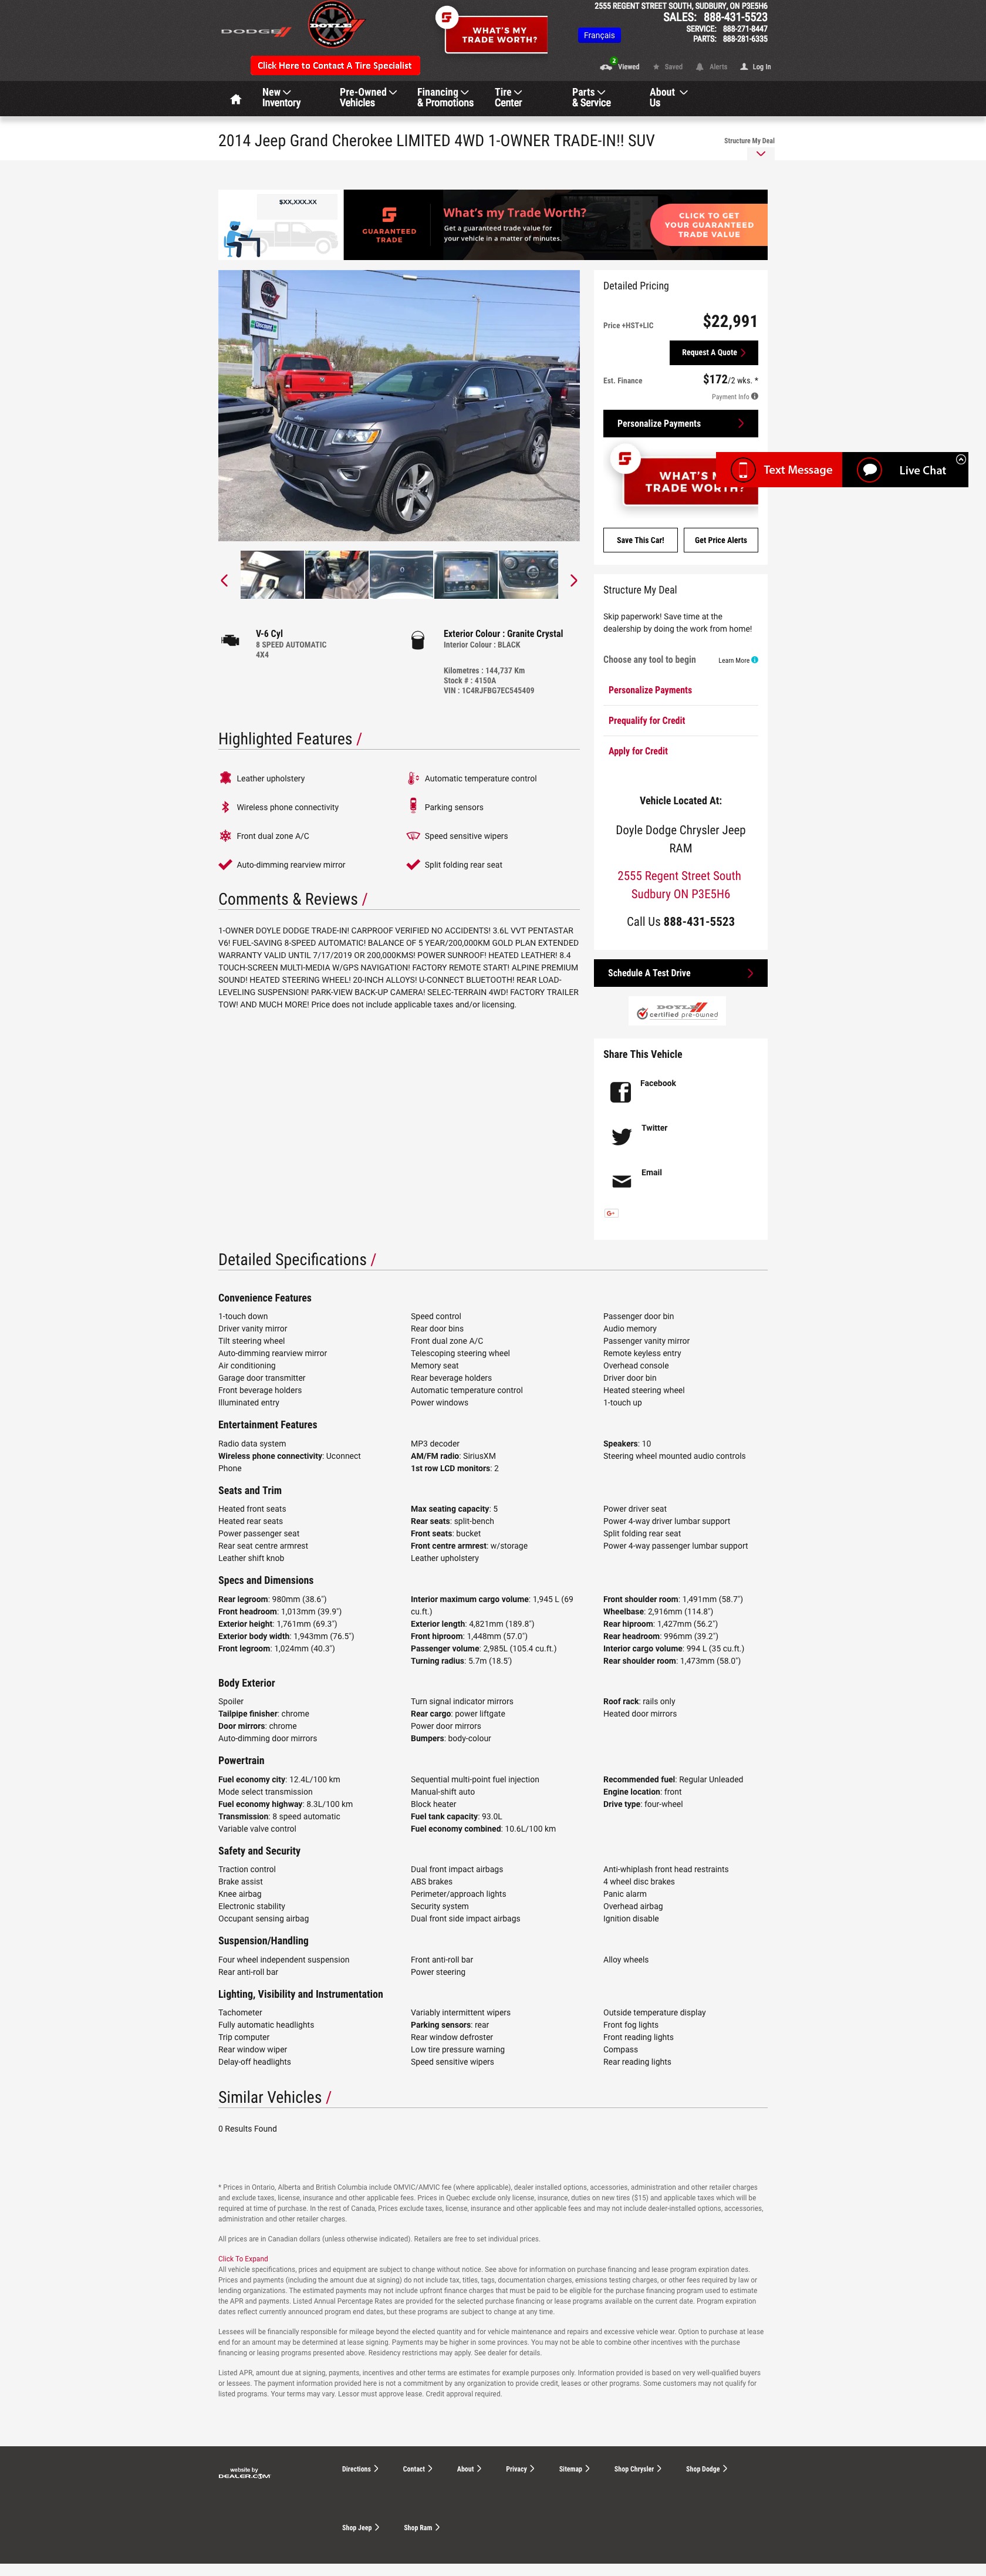 2555 REGENT STREET SOUTH, SUDBURY, ON P3E5H6
SALES: 888-431-5523
SERVICE: 888-271-8447
PARTS: 888-281-6335
DODGE
DOYLE
WHAT'S MY
TRADE WORTH?
Français
Click Here to Contact A Tire Specialist
2
Viewed
Saved
Alerts
Log In
New
Inventory
Pre-Owned
Vehicles
Financing
& Promotions
Tire
Center
Parts
& Service
About
Us
2014 Jeep Grand Cherokee LIMITED 4WD 1-OWNER TRADE-IN!! SUV
Structure My Deal
$XX,XXX.XX
GUARANTEED
TRADE
What's my Trade Worth?
Get a guaranteed trade value for
your vehicle in a matter of minutes.
CLICK TO GET
YOUR GUARANTEED
TRADE VALUE
Detailed Pricing
Price +HST+LIC
$22,991
Request A Quote
Est. Finance
$172/2 wks. *
Payment Info
Personalize Payments
WHAT'S M
TRADE WORTH?
Text Message
Live Chat
Save This Car!
Get Price Alerts
V-6 Cyl
8 SPEED AUTOMATIC
4X4
Exterior Colour : Granite Crystal
Interior Colour : BLACK
Kilometres : 144,737 Km
Stock # : 4150A
VIN : 1C4RJFBG7EC545409
Structure My Deal
Skip paperwork! Save time at the
dealership by doing the work from home!
Choose any tool to begin
Learn More
Personalize Payments
Prequalify for Credit
Apply for Credit
Highlighted Features /
Leather upholstery
Automatic temperature control
Wireless phone connectivity
Parking sensors
Front dual zone A/C
Speed sensitive wipers
Auto-dimming rearview mirror
Split folding rear seat
Vehicle Located At:
Doyle Dodge Chrysler Jeep
RAM
2555 Regent Street South
Sudbury ON P3E5H6
Call Us 888-431-5523
Comments & Reviews /
1-OWNER DOYLE DODGE TRADE-IN! CARPROOF VERIFIED NO ACCIDENTS! 3.6L VVT PENTASTAR
V6! FUEL-SAVING 8-SPEED AUTOMATIC! BALANCE OF 5 YEAR/200,000KM GOLD PLAN EXTENDED
WARRANTY VALID UNTIL 7/17/2019 OR 200,000KMS! POWER SUNROOF! HEATED LEATHER! 8.4
TOUCH-SCREEN MULTI-MEDIA W/GPS NAVIGATION! FACTORY REMOTE START! ALPINE PREMIUM
SOUND! HEATED STEERING WHEEL! 20-INCH ALLOYS! U-CONNECT BLUETOOTH! REAR LOAD-
LEVELING SUSPENSION! PARK-VIEW BACK-UP CAMERA! SELEC-TERRAIN 4WD! FACTORY TRAILER
TOW! AND MUCH MORE! Price does not include applicable taxes and/or licensing.
Schedule A Test Drive
DOYLE
certified pre-owned
Share This Vehicle
Facebook
Twitter
Email
G+
Detailed Specifications /
Convenience Features
1-touch down
Speed control
Passenger door bin
Driver vanity mirror
Rear door bins
Audio memory
Tilt steering wheel
Front dual zone A/C
Passenger vanity mirror
Auto-dimming rearview mirror
Telescoping steering wheel
Remote keyless entry
Air conditioning
Memory seat
Overhead console
Garage door transmitter
Rear beverage holders
Driver door bin
Front beverage holders
Automatic temperature control
Heated steering wheel
Illuminated entry
Power windows
1-touch up
Entertainment Features
Radio data system
MP3 decoder
Speakers: 10
Wireless phone connectivity: Uconnect
Phone
AM/FM radio: SiriusXM
Steering wheel mounted audio controls
1st row LCD monitors: 2
Seats and Trim
Heated front seats
Max seating capacity: 5
Power driver seat
Heated rear seats
Rear seats: split-bench
Power 4-way driver lumbar support
Power passenger seat
Front seats: bucket
Split folding rear seat
Rear seat centre armrest
Front centre armrest: w/storage
Power 4-way passenger lumbar support
Leather shift knob
Leather upholstery
Specs and Dimensions
Rear legroom: 980mm (38.6")
Front headroom: 1,013mm (39.9")
Exterior height: 1,761mm (69.3")
Exterior body width: 1,943mm (76.5")
Front legroom: 1,024mm (40.3")
Interior maximum cargo volume: 1,945 L (69
cu.ft.)
Exterior length: 4,821mm (189.8")
Front hiproom: 1,448mm (57.0")
Passenger volume: 2,985L (105.4 cu.ft.)
Turning radius: 5.7m (18.5')
Front shoulder room: 1,491mm (58.7")
Wheelbase: 2,916mm (114.8")
Rear hiproom: 1,427mm (56.2")
Rear headroom: 996mm (39.2")
Interior cargo volume: 994 L (35 cu.ft.)
Rear shoulder room: 1,473mm (58.0")
Body Exterior
Spoiler
Turn signal indicator mirrors
Roof rack: rails only
Tailpipe finisher: chrome
Rear cargo: power liftgate
Heated door mirrors
Door mirrors: chrome
Power door mirrors
Auto-dimming door mirrors
Bumpers: body-colour
Powertrain
Fuel economy city: 12.4L/100 km
Sequential multi-point fuel injection
Recommended fuel: Regular Unleaded
Mode select transmission
Manual-shift auto
Engine location: front
Fuel economy highway: 8.3L/100 km
Block heater
Drive type: four-wheel
Transmission: 8 speed automatic
Fuel tank capacity: 93.0L
Variable valve control
Fuel economy combined: 10.6L/100 km
Safety and Security
Traction control
Dual front impact airbags
Anti-whiplash front head restraints
Brake assist
ABS brakes
4 wheel disc brakes
Knee airbag
Perimeter/approach lights
Panic alarm
Electronic stability
Security system
Overhead airbag
Occupant sensing airbag
Dual front side impact airbags
Ignition disable
Suspension/Handling
Four wheel independent suspension
Front anti-roll bar
Alloy wheels
Rear anti-roll bar
Power steering
Lighting, Visibility and Instrumentation
Tachometer
Variably intermittent wipers
Outside temperature display
Fully automatic headlights
Parking sensors: rear
Front fog lights
Trip computer
Rear window defroster
Front reading lights
Rear window wiper
Low tire pressure warning
Compass
Delay-off headlights
Speed sensitive wipers
Rear reading lights
Similar Vehicles /
0 Results Found
* Prices in Ontario, Alberta and British Columbia include OMVIC/AMVIC fee (where applicable), dealer installed options, accessories, administration and other retailer charges
and exclude taxes, license, insurance and other applicable fees. Prices in Quebec exclude only license, insurance, duties on new tires ($15) and applicable taxes which will be
required at time of purchase. In the rest of Canada, Prices exclude taxes, license, insurance and other applicable fees and may not include dealer-installed options, accessories,
administration and other retailer charges.
All prices are in Canadian dollars (unless otherwise indicated). Retailers are free to set individual prices.
Click To Expand
All vehicle specifications, prices and equipment are subject to change without notice. See above for information on purchase financing and lease program expiration dates.
Prices and payments (including the amount due at signing) do not include tax, titles, tags, documentation charges, emissions testing charges, or other fees required by law or
lending organizations. The estimated payments may not include upfront finance charges that must be paid to be eligible for the purchase financing program used to estimate
the APR and payments. Listed Annual Percentage Rates are provided for the selected purchase financing or lease programs available on the current date. Program expiration
dates reflect currently announced program end dates, but these programs are subject to change at any time.
Lessees will be financially responsible for mileage beyond the elected quantity and for vehicle maintenance and repairs and excessive vehicle wear. Option to purchase at lease
end for an amount may be determined at lease signing. Payments may be higher in some provinces. You may not be able to combine other incentives with the purchase
financing or leasing programs presented above. Residency restrictions may apply. See dealer for details.
Listed APR, amount due at signing, payments, incentives and other terms are estimates for example purposes only. Information provided is based on very well-qualified buyers
or lessees. The payment information provided here is not a commitment by any organization to provide credit, leases or other programs. Some customers may not qualify for
listed programs. Your terms may vary. Lessor must approve lease. Credit approval required.
website by
DEALER.COM
Directions
Contact
About
Privacy
Sitemap
Shop Chrysler
Shop Dodge
Shop Jeep
Shop Ram